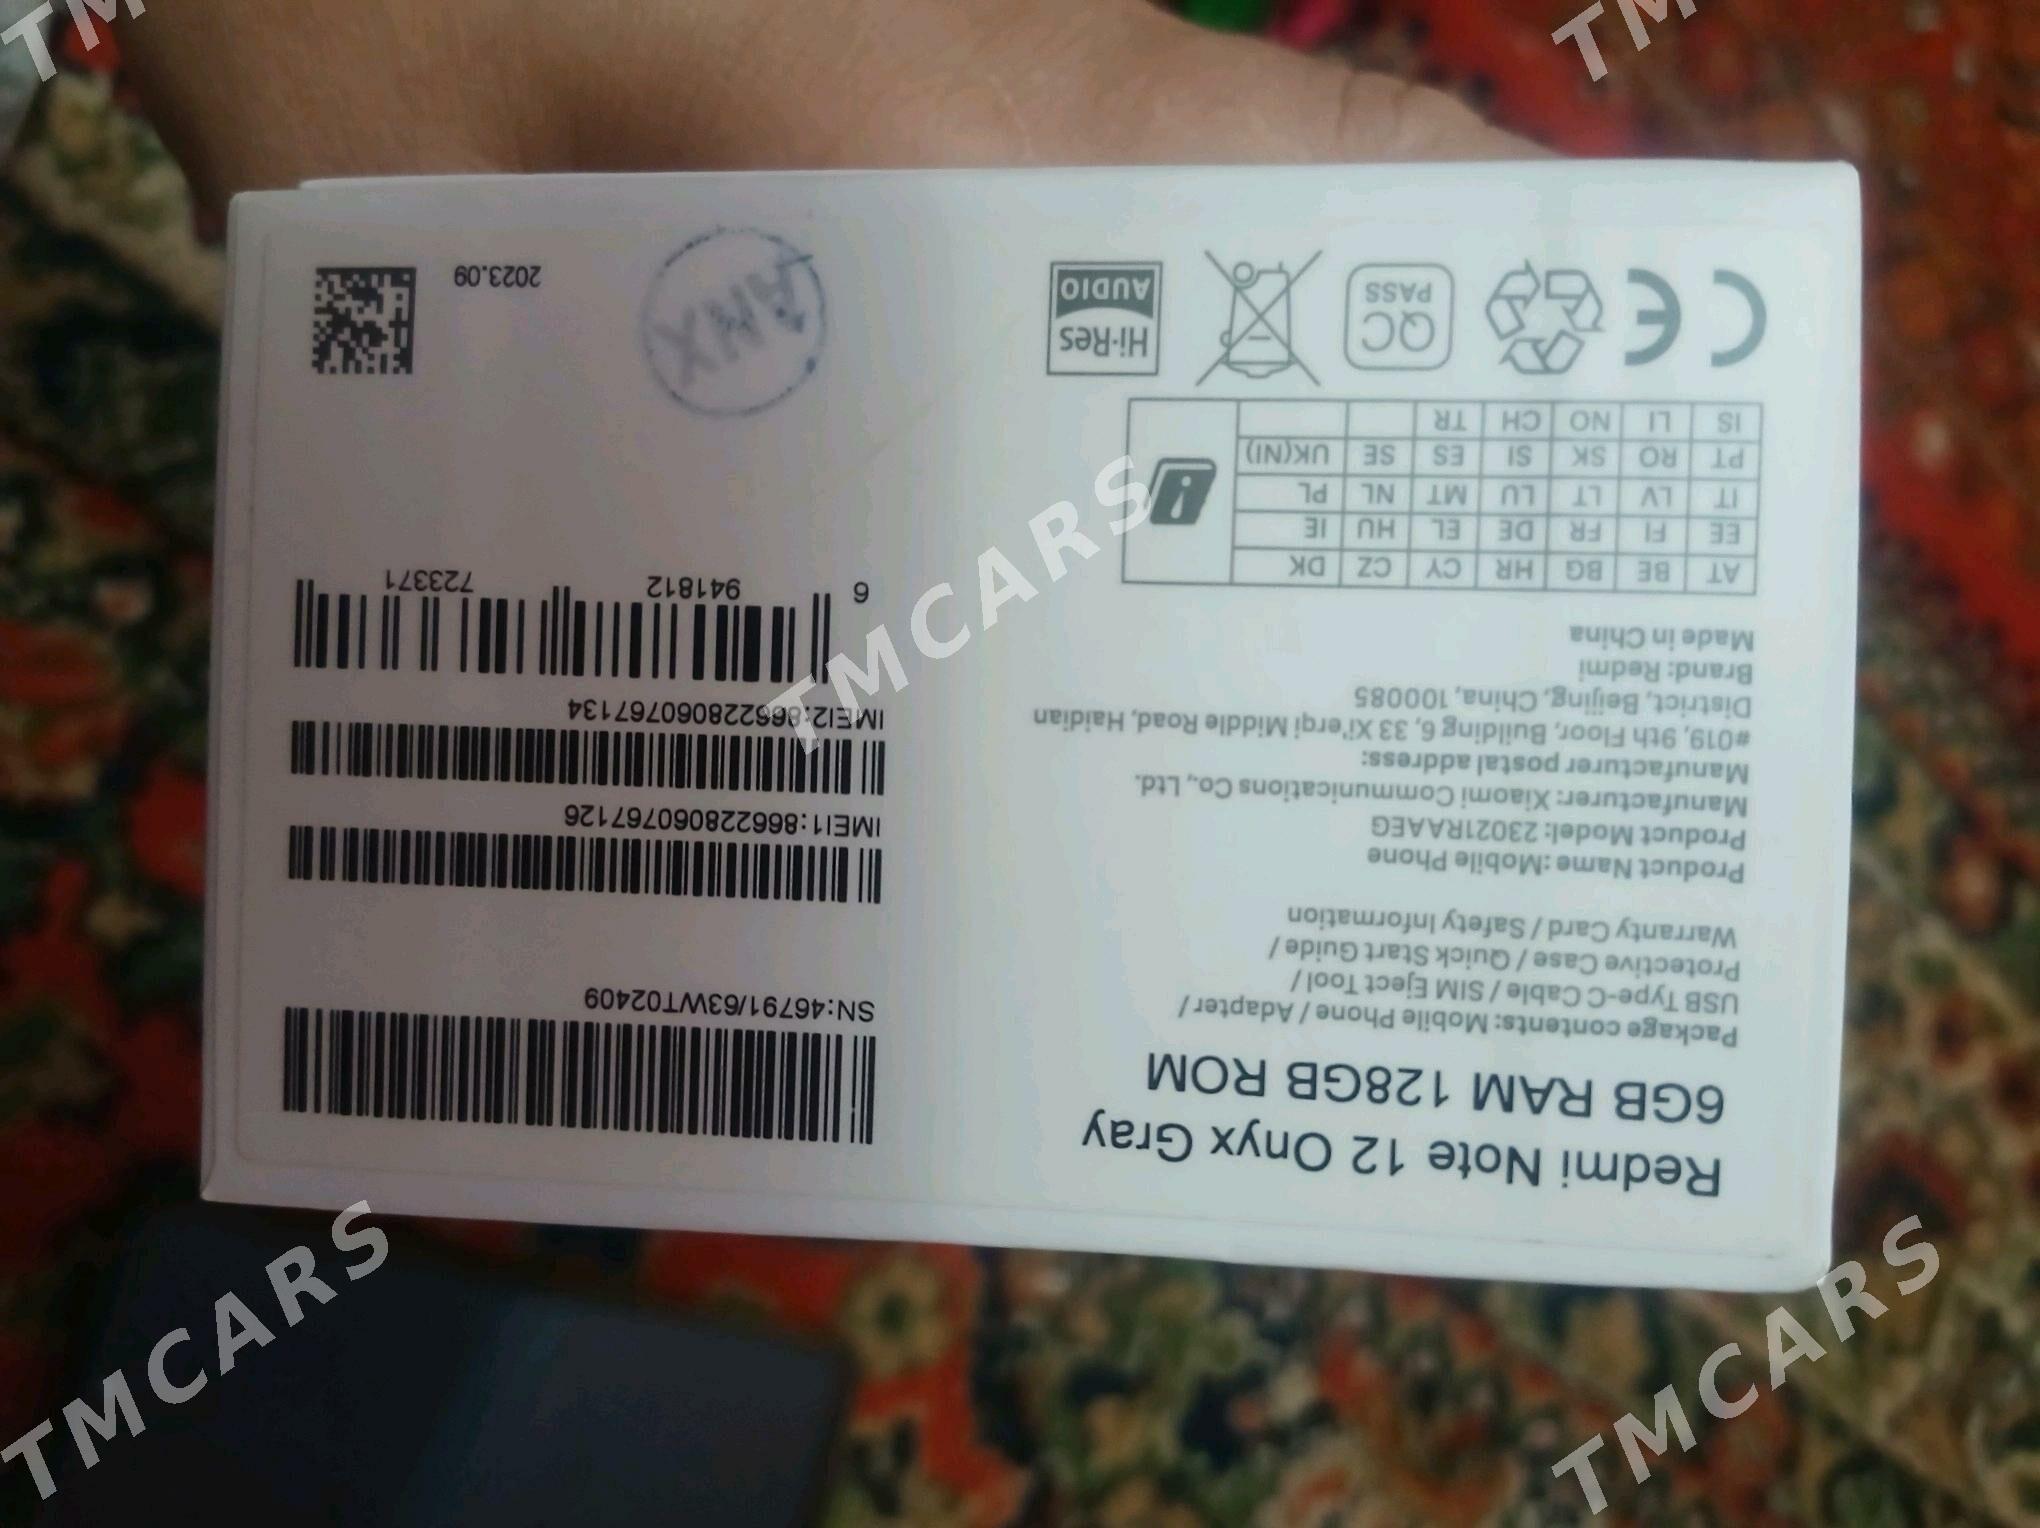 Redmi Note 12 Onyx Gray
6GB RAM 128GB ROM
Package contents: Mobile Phone / Adapter /
USB Type-C Cable / SIM Eject Tool /
Protective Case / Quick Start Guide /
Warranty Card / Safety Information
Product Name: Mobile Phone
Product Model: 23021RAAEG
Manufacturer: Xiaomi Communications Co., Ltd.
Manufacturer postal address:
#019, 9th Floor, Building 6, 33 Xi'erqi Middle Road, Haidian
District, Beijing, China, 100085
Brand: Redmi
Made in China
AT BE BG HR CY CZ DK
EE FI FR DE EL HU IE
IT LV LT LU MT NL PL
PT RO SK SI ES SE UK(NI)
IS LI NO CH TR
CE
QC
PASS
Hi-Res
AUDIO
SN:46791/63WT02409
IMEI1:866228060767126
IMEI2:866228060767134
6 941812 723371
ANX
2023.09
TMCARS
TMCARS
TMCARS